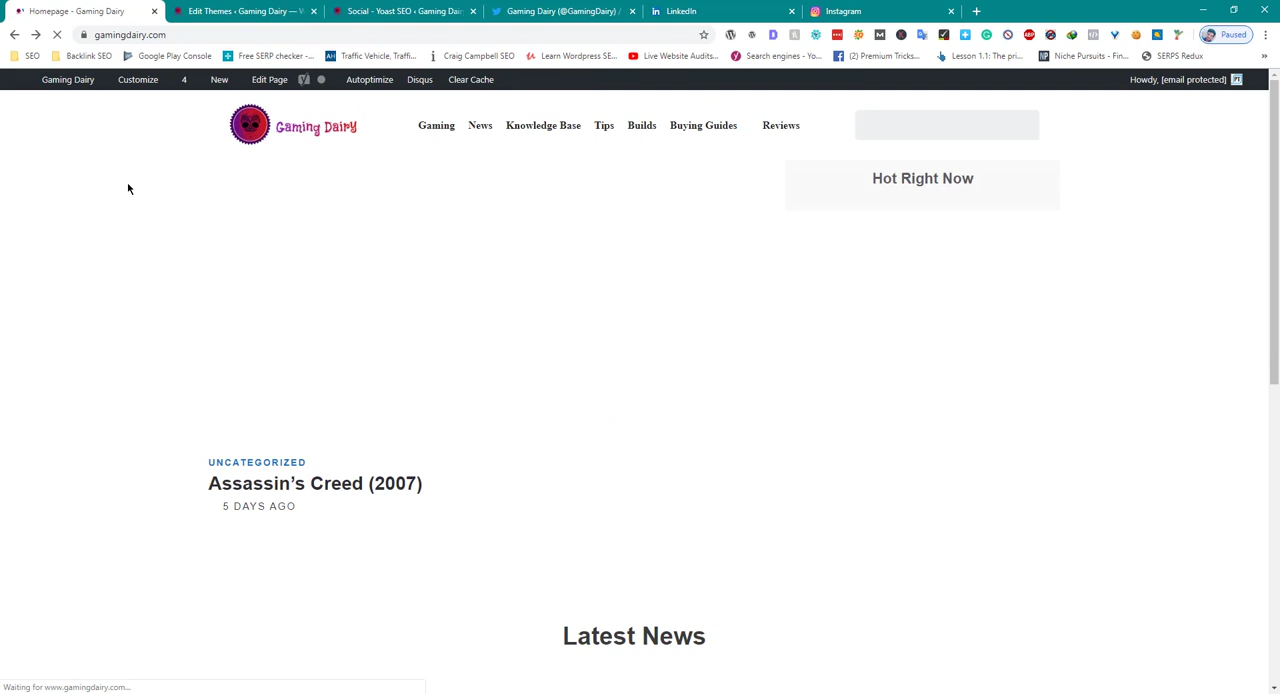 Homepage - Gaming Dairy
Edit Themes ‹ Gaming Dairy — W
Social - Yoast SEO ‹ Gaming Dair
Gaming Dairy (@GamingDairy) /
LinkedIn
Instagram
gamingdairy.com
Paused
SEO
Backlink SEO
Google Play Console
Free SERP checker -...
Traffic Vehicle, Traffi...
Craig Campbell SEO
Learn Wordpress SE...
Live Website Audits...
Search engines - Yo...
(2) Premium Tricks...
Lesson 1.1: The pri...
Niche Pursuits - Fin...
SERPS Redux
Gaming Dairy
Customize
4
New
Edit Page
Autoptimize
Disqus
Clear Cache
Howdy, [email protected]
Gaming Dairy
Gaming
News
Knowledge Base
Tips
Builds
Buying Guides
Reviews
Hot Right Now
UNCATEGORIZED
Assassin's Creed (2007)
5 DAYS AGO
Latest News
Waiting for www.gamingdairy.com...